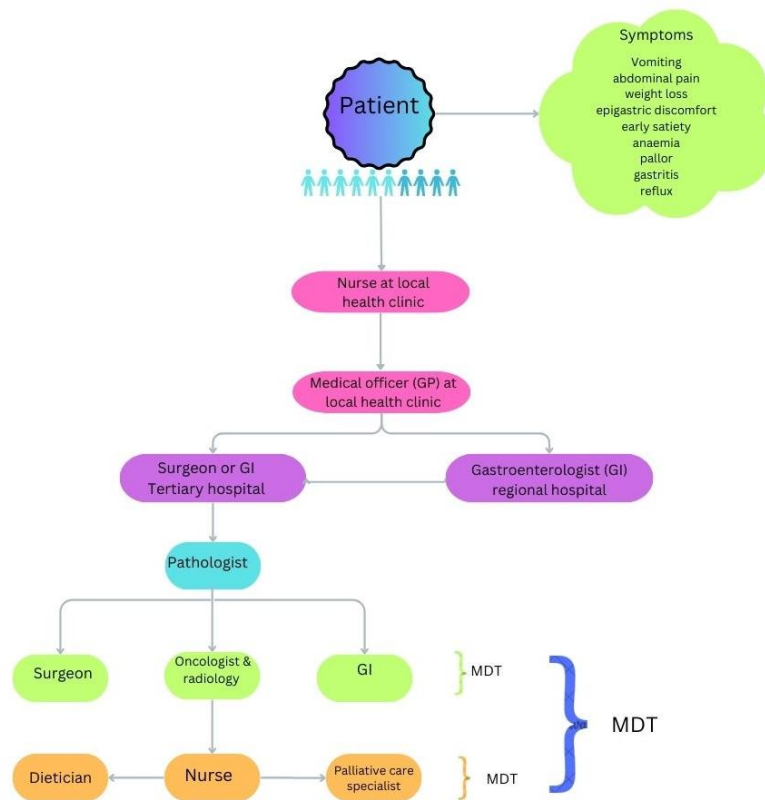 Symptoms
Vomiting
abdominal pain
weight loss
epigastric discomfort
early satiety
anaemia
pallor
gastritis
reflux
Patient
Nurse at local
health clinic
Medical officer (GP) at
local health clinic
Surgeon or GI
Tertiary hospital
Gastroenterologist (GI)
regional hospital
Pathologist
Surgeon
Oncologist &
radiology
GI
MDT
MDT
Dietician
Nurse
Palliative care
specialist
MDT